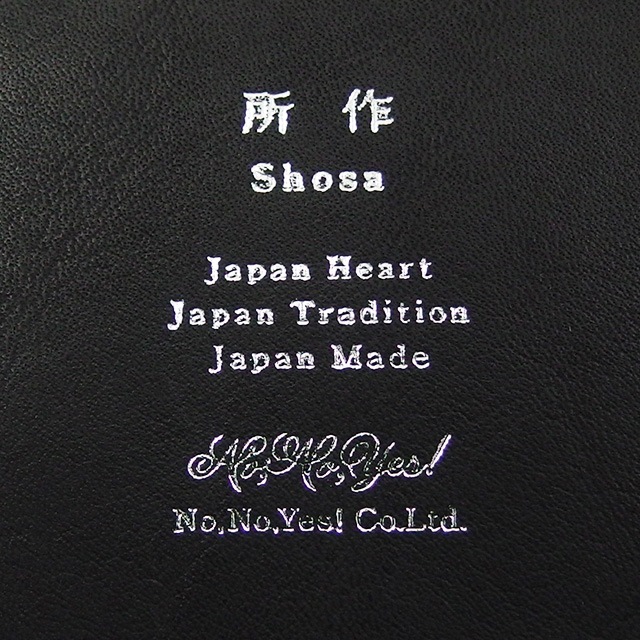 所 作
Shosa
Japan Heart
Japan Tradition
Japan Made
No,No,Yes!
No,No,Yes! Co.Ltd.